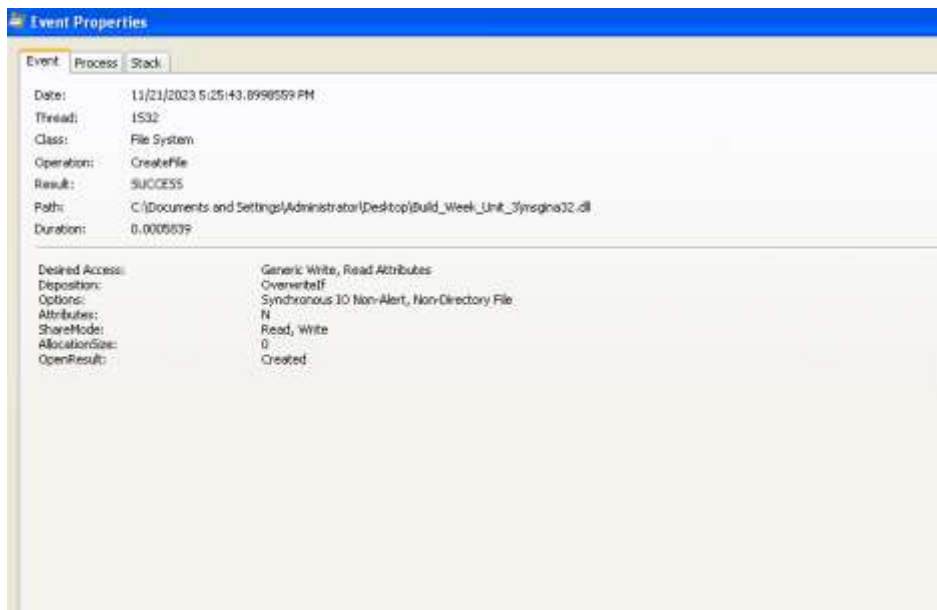 Event Properties
Event Process Stack
Date: 11/21/2023 5:25:43.8998559 PM
Thread: 1532
Class: File System
Operation: CreateFile
Result: SUCCESS
Path: C:\Documents and Settings\Administrator\Desktop\Build_Week_Unit_3\msgina32.dll
Duration: 0.0005839
Desired Access: Generic Write, Read Attributes
Disposition: OverwriteIf
Options: Synchronous IO Non-Alert, Non-Directory File
Attributes: N
ShareMode: Read, Write
AllocationSize: 0
OpenResult: Created